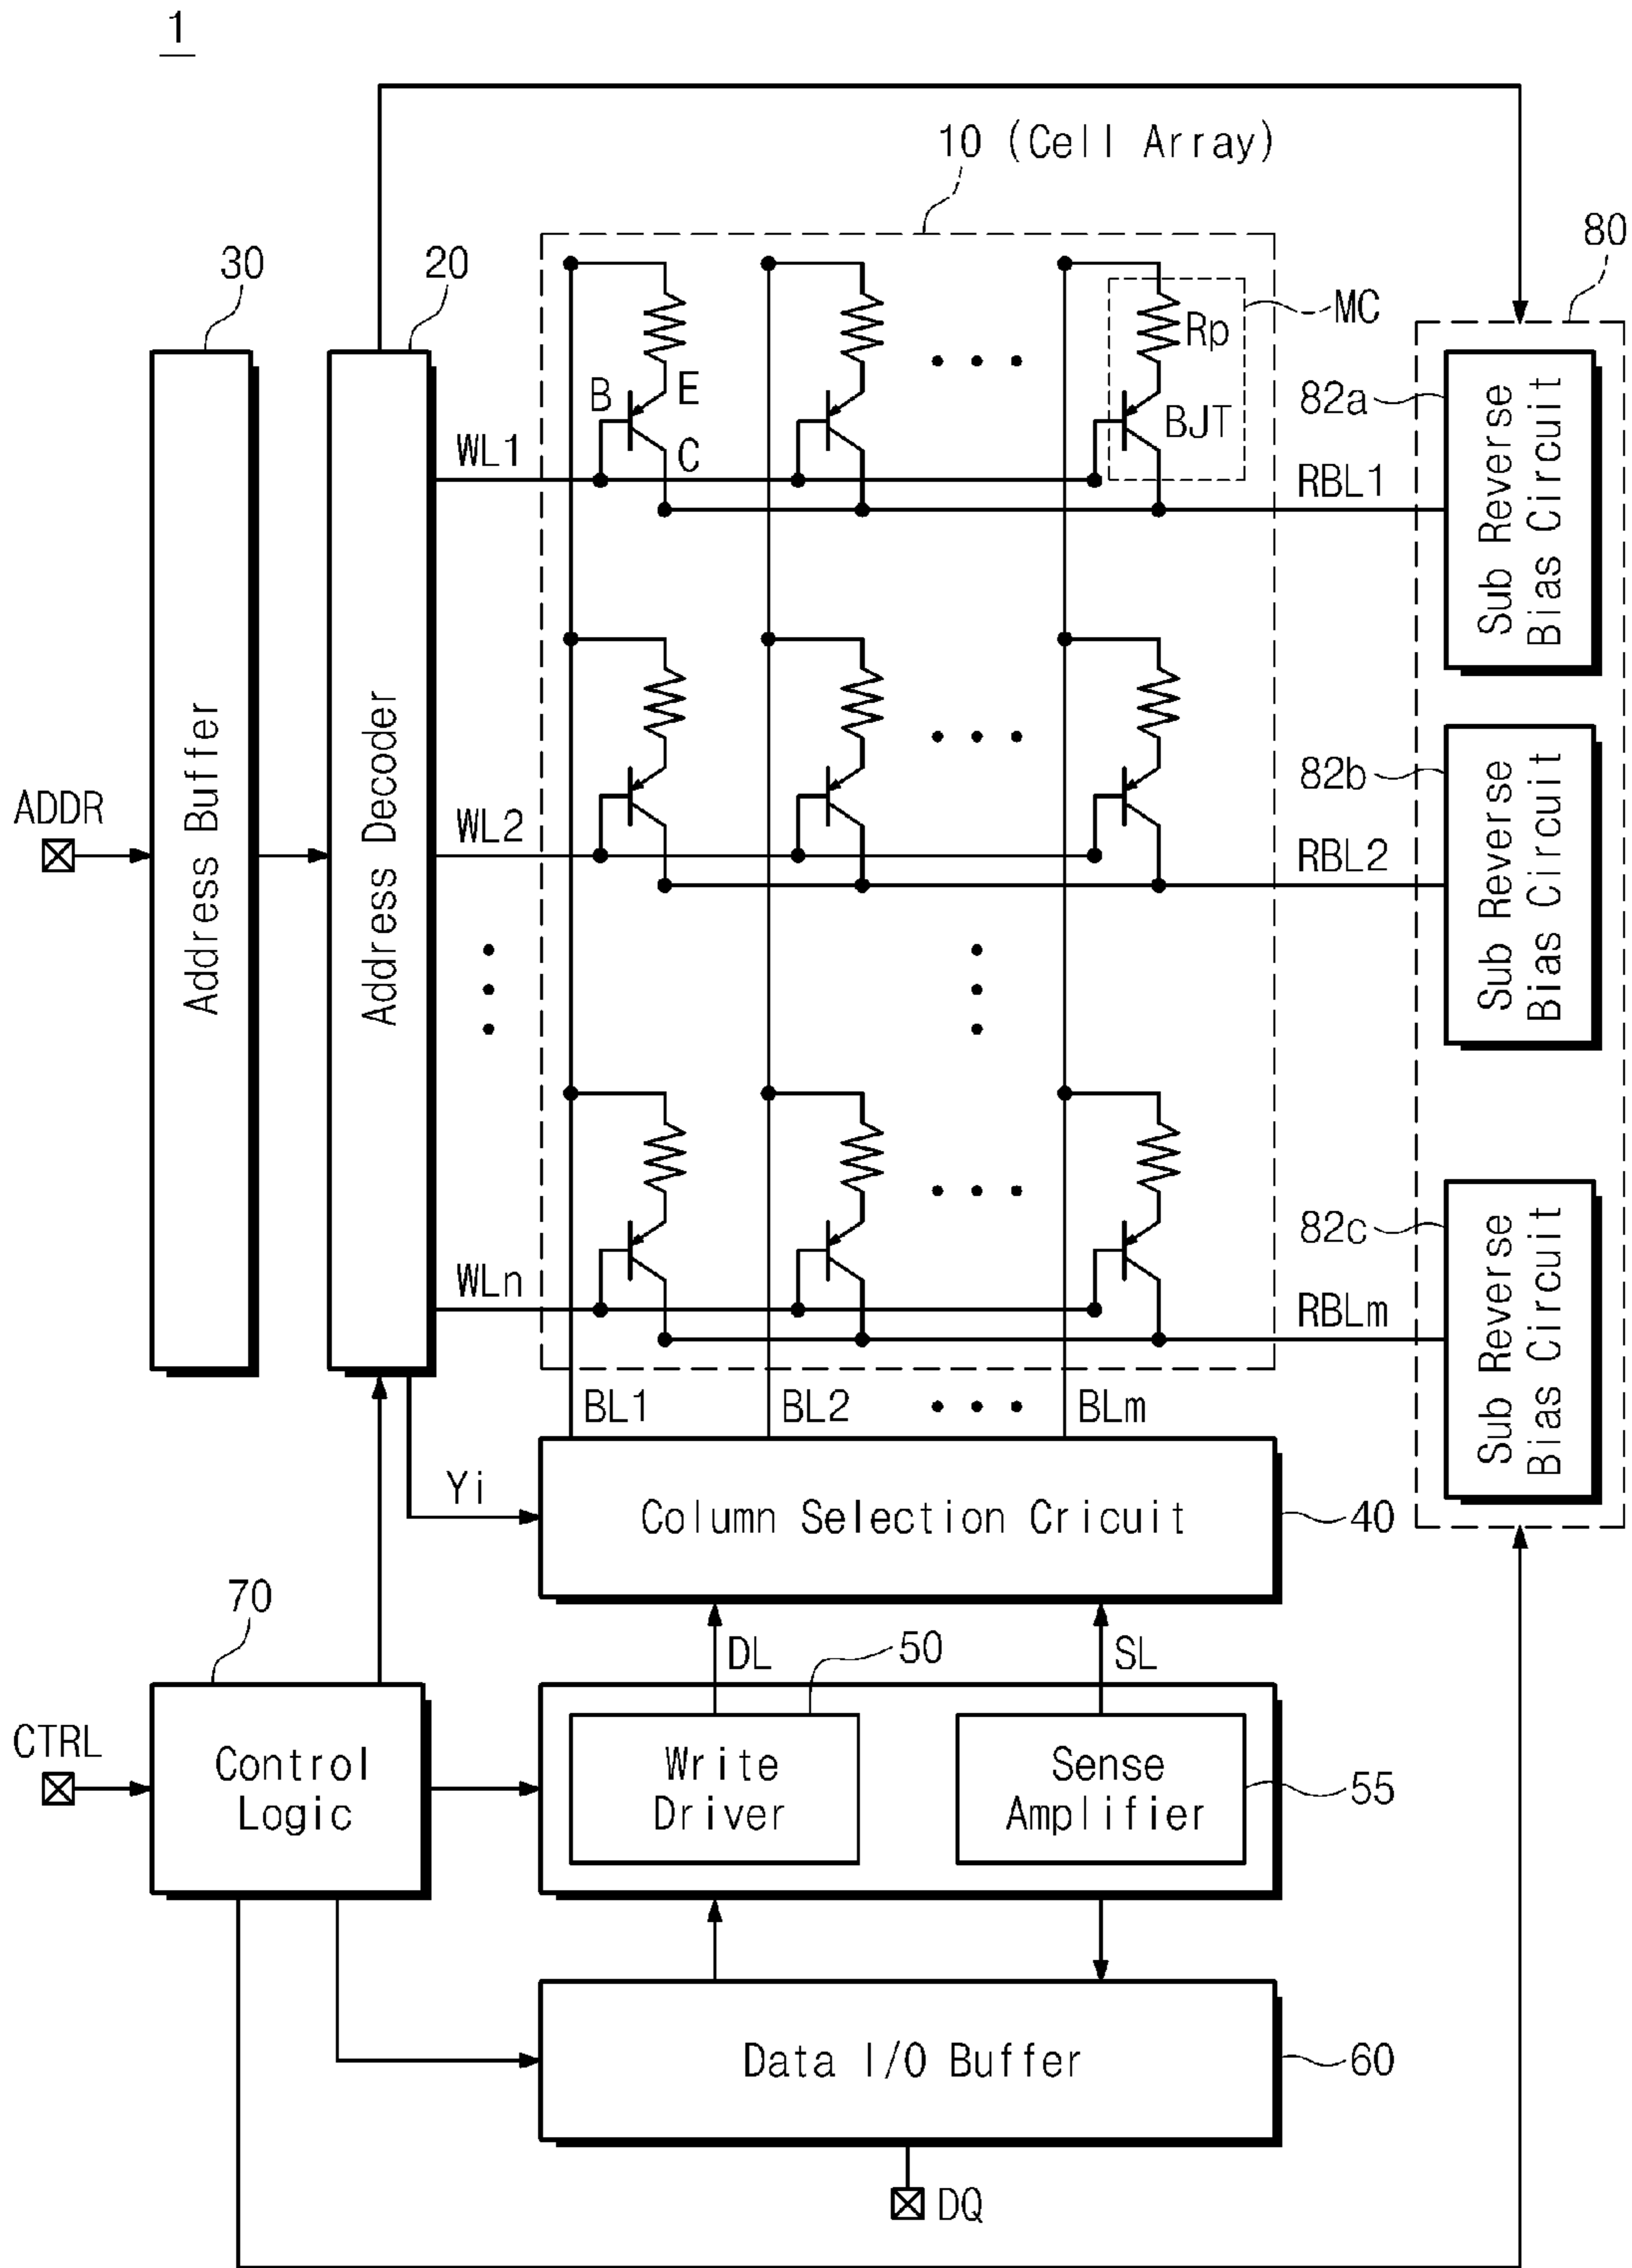 1
10 (Cell Array)
80
30
20
MC
Rp
82a
B
E
BJT
WL1
C
RBL1
Sub Reverse
Bias Circuit
Address Buffer
Address Decoder
82b
ADDR
WL2
RBL2
Sub Reverse
Bias Circuit
82c
WLn
RBLm
Sub Reverse
Bias Circuit
BL1
BL2
BLm
Yi
Column Selection Cricuit
40
70
DL
50
SL
CTRL
Control
Logic
Write
Driver
Sense
Amplifier
55
Data I/O Buffer
60
DQ